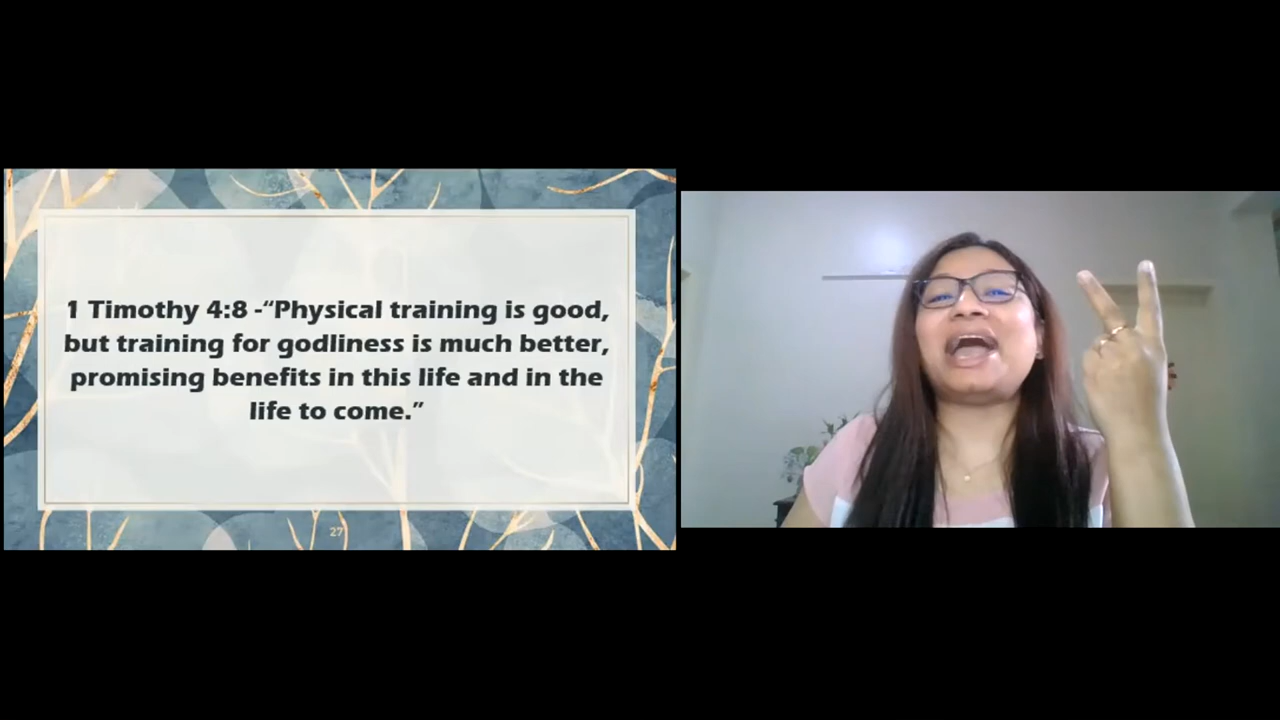 1 Timothy 4:8 -“Physical training is good,
but training for godliness is much better,
promising benefits in this life and in the
life to come.”
27